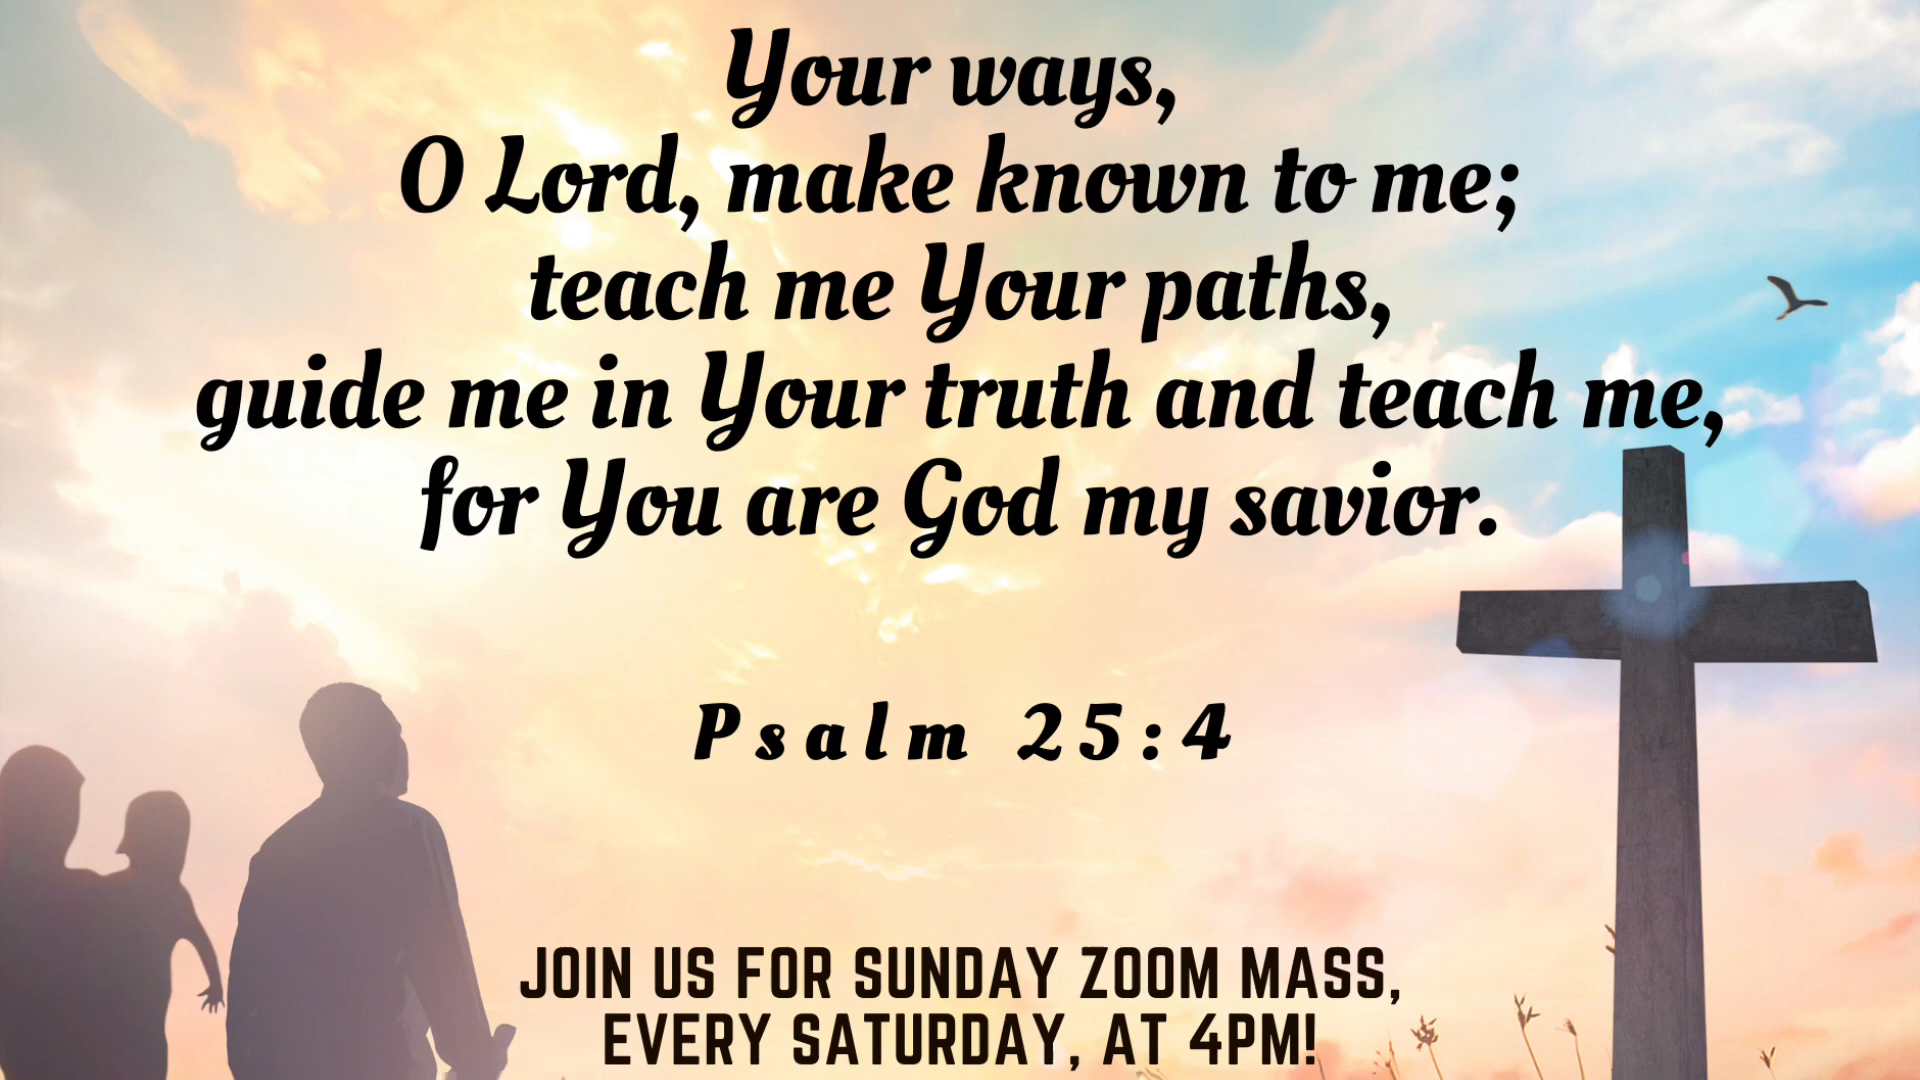 Your ways,
O Lord, make known to me;
teach me Your paths,
guide me in Your truth and teach me,
for You are God my savior.
Psalm 25:4
JOIN US FOR SUNDAY ZOOM MASS,
EVERY SATURDAY, AT 4PM!